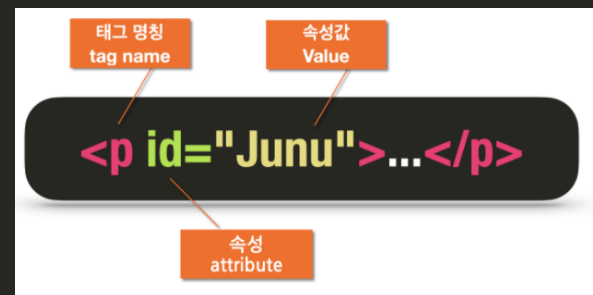 태그 명칭
tag name
속성값
Value
<p id="Junu">...</p>
속성
attribute